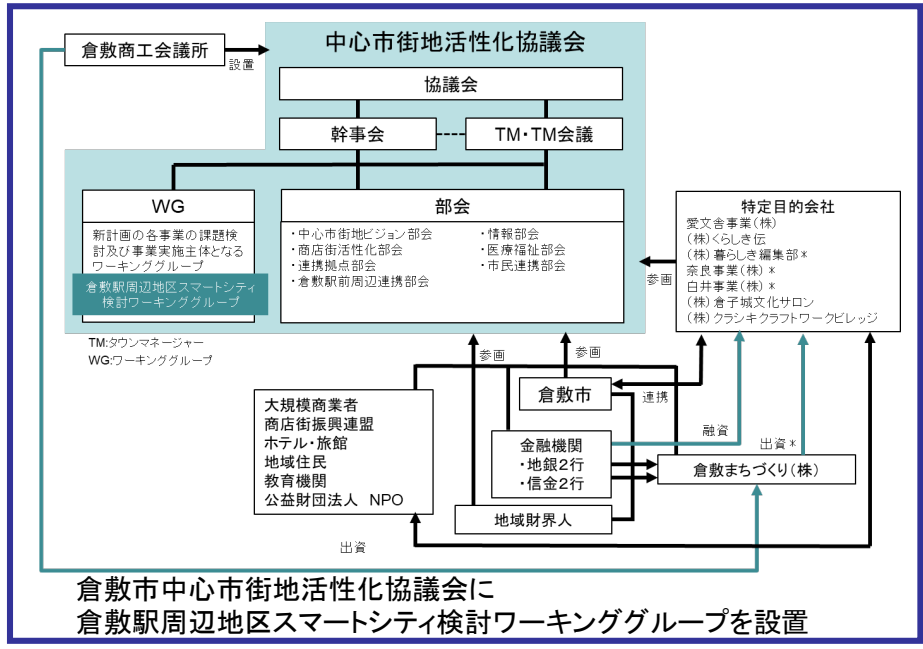 倉敷商工会議所
設置
中心市街地活性化協議会
協議会
幹事会
TM・TM会議
WG
新計画の各事業の課題検
討及び事業実施主体となる
ワーキンググループ
倉敷駅周辺地区スマートシティ
検討ワーキンググループ
部会
・中心市街地ビジョン部会
・商店街活性化部会
・連携拠点部会
・倉敷駅前周辺連携部会
・情報部会
・医療福祉部会
・市民連携部会
TM:タウンマネージャー
WG:ワーキンググループ
特定目的会社
愛文舎事業(株)
(株)くらしき伝
(株)暮らしき編集部*
奈良事業(株)*
白井事業(株)*
(株)倉子城文化サロン
(株)クラシキクラフトワークビレッジ
参画
参画
参画
大規模商業者
商店街振興連盟
ホテル・旅館
地域住民
教育機関
公益財団法人 NPO
倉敷市
連携
金融機関
・地銀2行
・信金2行
融資
出資*
倉敷まちづくり(株)
地域財界人
出資
倉敷市中心市街地活性化協議会に
倉敷駅周辺地区スマートシティ検討ワーキンググループを設置